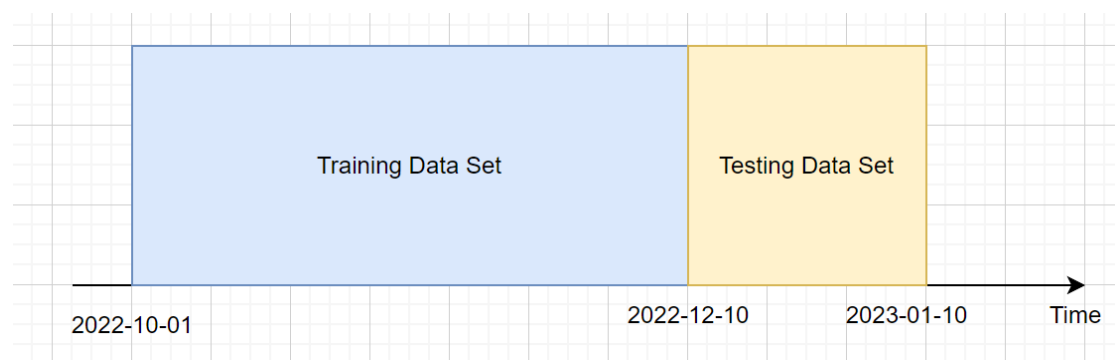 Training Data Set
Testing Data Set
2022-10-01
2022-12-10
2023-01-10
Time